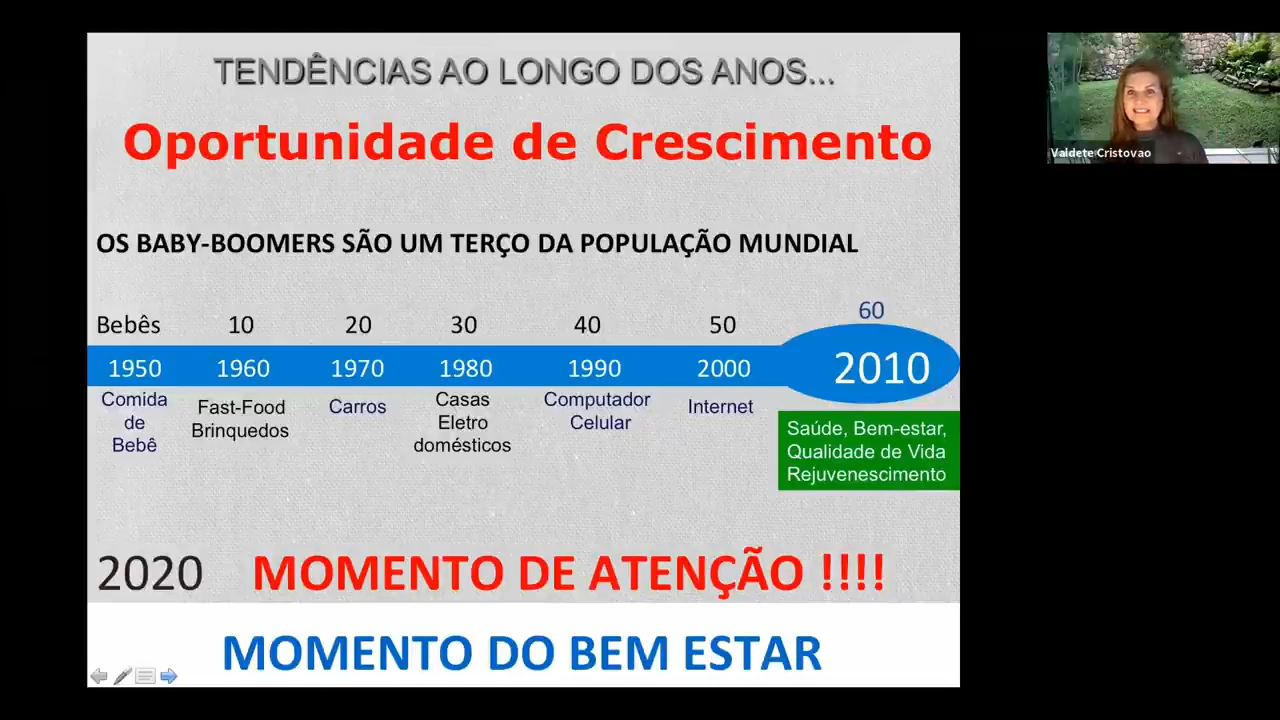 TENDÊNCIAS AO LONGO DOS ANOS...
Oportunidade de Crescimento
Valdete Cristovao
OS BABY-BOOMERS SÃO UM TERÇO DA POPULAÇÃO MUNDIAL
Bebês 10 20 30 40 50 60
1950 1960 1970 1980 1990 2000 2010
Comida de Bebê
Fast-Food Brinquedos
Carros
Casas Eletro domésticos
Computador Celular
Internet
Saúde, Bem-estar,
Qualidade de Vida
Rejuvenescimento
2020 MOMENTO DE ATENÇÃO !!!!
MOMENTO DO BEM ESTAR